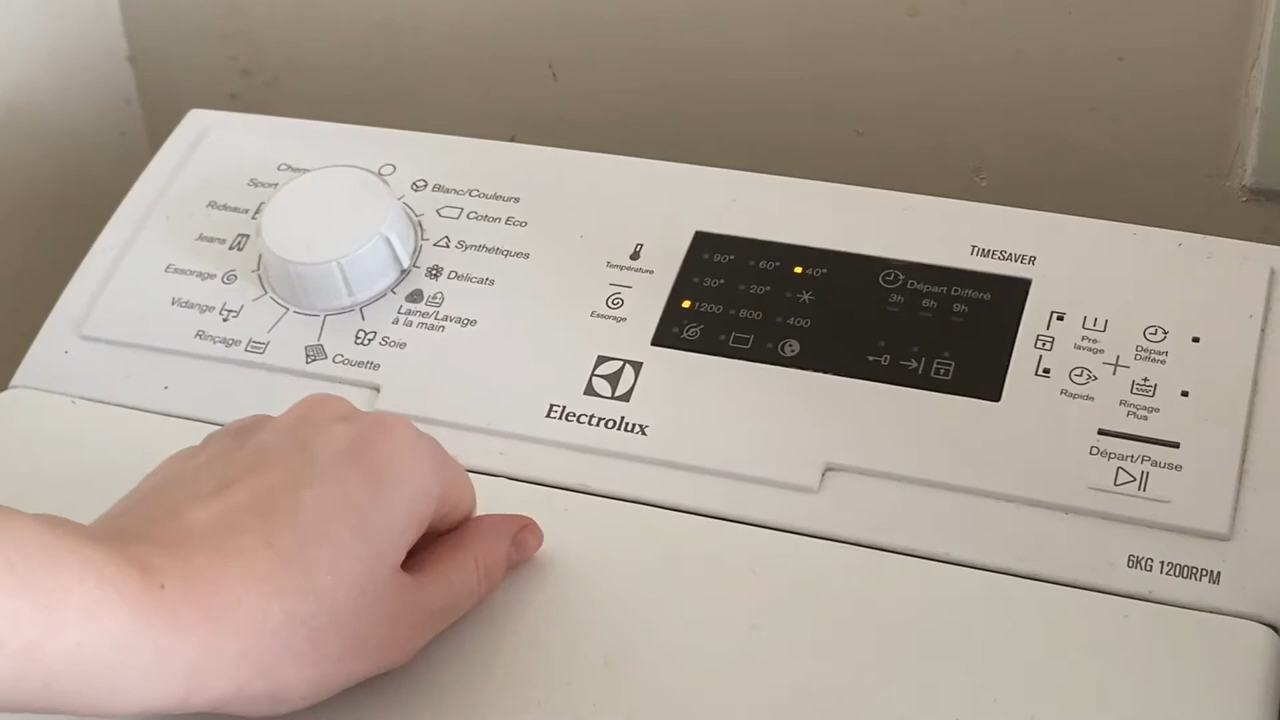 Sport
Rideaux
Jeans
Essorage
Vidange
Rinçage
Blanc/Couleurs
Coton Eco
Synthétiques
Délicats
Laine/Lavage
à la main
Soie
Couette
Température
Essorage
Electrolux
90° 60° 40°
30° 20°
1200 800 400
Départ Différé
3h 6h 9h
TIMESAVER
Pré-
lavage
Départ
Différé
Rapide
Rinçage
Plus
Départ/Pause
6KG 1200RPM